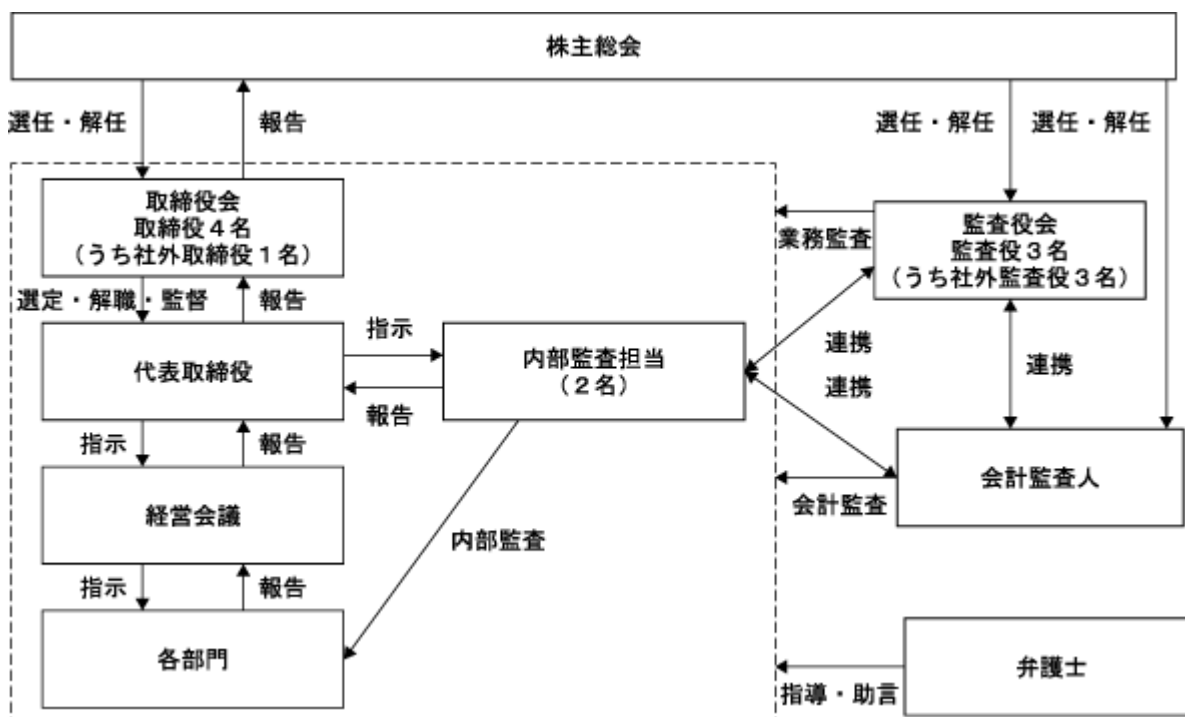 株主総会
選任・解任
報告
選任・解任
選任・解任
取締役会
取締役4名
（うち社外取締役1名）
業務監査
監査役会
監査役3名
（うち社外監査役3名）
選定・解職・監督
報告
代表取締役
指示
報告
内部監査担当
（2名）
連携
連携
連携
指示
報告
経営会議
内部監査
会計監査
会計監査人
指示
報告
各部門
指導・助言
弁護士